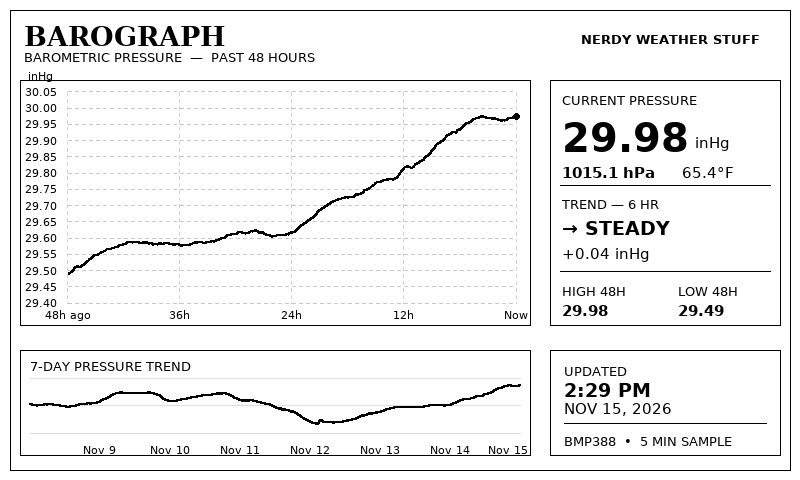 BAROGRAPH
BAROMETRIC PRESSURE — PAST 48 HOURS
NERDY WEATHER STUFF
inHg
30.05
30.00
29.95
29.90
29.85
29.80
29.75
29.70
29.65
29.60
29.55
29.50
29.45
29.40
48h ago 36h 24h 12h Now
CURRENT PRESSURE
29.98 inHg
1015.1 hPa 65.4°F
TREND — 6 HR
→ STEADY
+0.04 inHg
HIGH 48H LOW 48H
29.98 29.49
7-DAY PRESSURE TREND
Nov 9 Nov 10 Nov 11 Nov 12 Nov 13 Nov 14 Nov 15
UPDATED
2:29 PM
NOV 15, 2026
BMP388 • 5 MIN SAMPLE